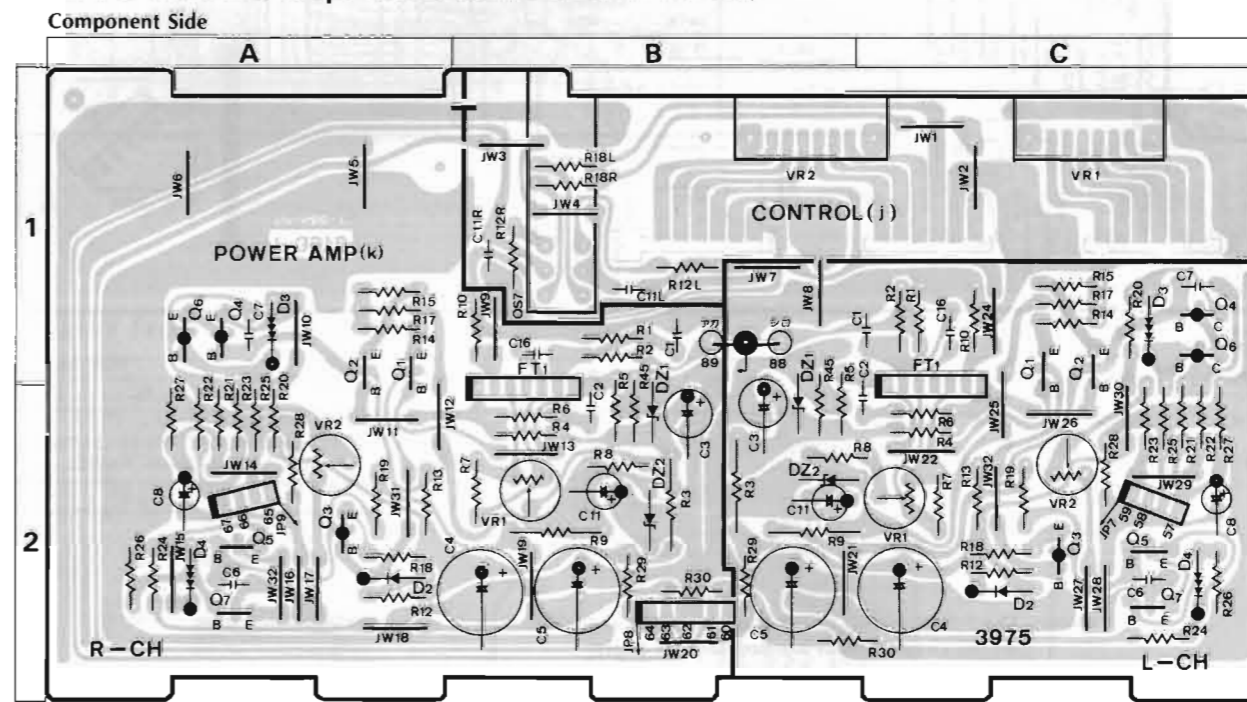 Component Side
A B C
1
2
JW6
JW5
JW3
R18L
R18R
JW4
VR2
JW1
JW2
VR1
CONTROL(j)
POWER AMP(k)
C11R
R12R
OS7
R12L
C11L
JW7
JW8
E
Q6
B
E
Q4
B
C7
D3
JW10
R15
R17
R14
Q2
E
B
Q1
E
B
R10
JW9
C16
FT1
R1
R2
C1
アカ
89
シロ
88
C1
R2
R1
C16
R10
JW24
FT1
R15
R17
R14
Q1
E
B
Q2
E
B
R20
D3
C7
Q4
B C
Q6
B C
R27
R22
R21
R23
R25
R20
R28
VR2
JW11
JW12
R6
R4
JW13
C2
R5
R45
DZ1
C3
C3
DZ1
R45
R5
C2
R6
R4
JW22
JW25
JW26
JW30
R28
R23
R25
R21
R22
R27
C8
JW14
67
66
65
JP9
Q3
E
B
R19
JW31
R13
R7
VR1
R8
C11
DZ2
R3
R3
R8
DZ2
C11
VR1
R7
R13
JW32
R19
VR2
JW29
JP7
59
58
57
C8
R26
R24
JW15
D4
Q5
B E
C6
Q7
B E
JW32
JW16
JW17
R18
D2
R12
JW18
C4
JW19
C5
R9
R29
R30
JP8
64
63
62
61
60
JW20
R29
C5
R9
JW21
C4
R30
R18
R12
D2
Q3
E
B
JW27
JW28
Q5
B E
C6
Q7
B E
D4
R24
R26
R-CH
3975
L-CH